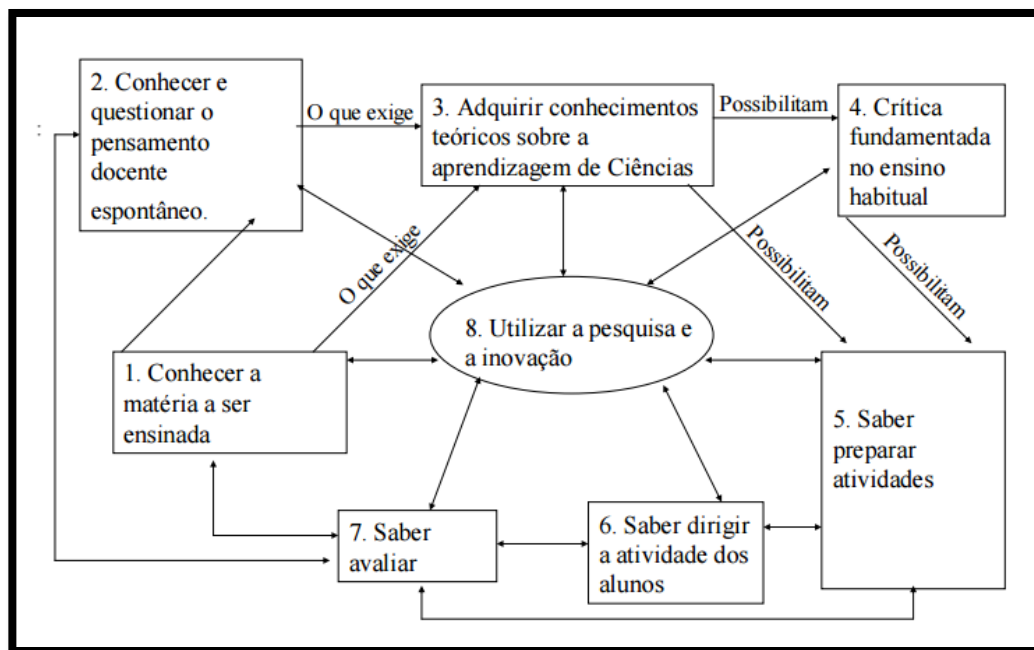 2. Conhecer e
questionar o
pensamento
docente
espontâneo.
:
O que exige
3. Adquirir conhecimentos
teóricos sobre a
aprendizagem de Ciências
Possibilitam
4. Crítica
fundamentada
no ensino
habitual
O que exige
Possibilitam
Possibilitam
8. Utilizar a pesquisa e
a inovação
1. Conhecer a
matéria a ser
ensinada
5. Saber
preparar
atividades
7. Saber
avaliar
6. Saber dirigir
a atividade dos
alunos